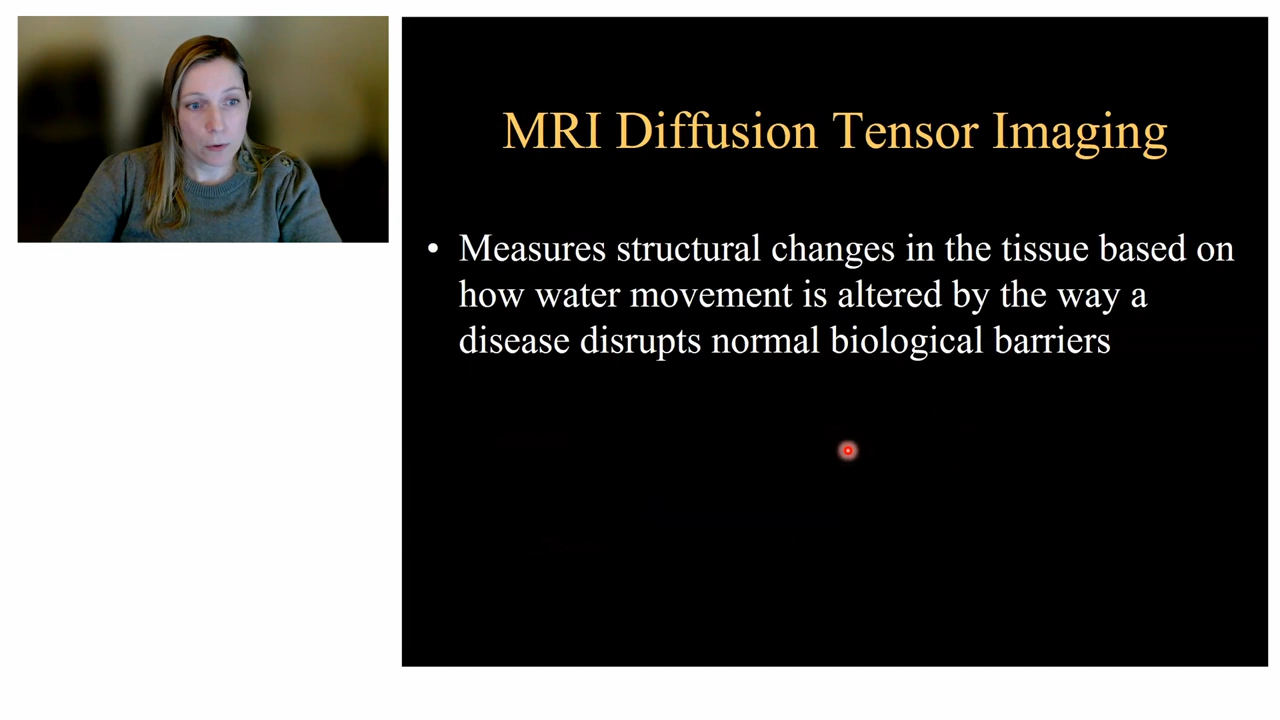 MRI Diffusion Tensor Imaging
• Measures structural changes in the tissue based on
how water movement is altered by the way a
disease disrupts normal biological barriers